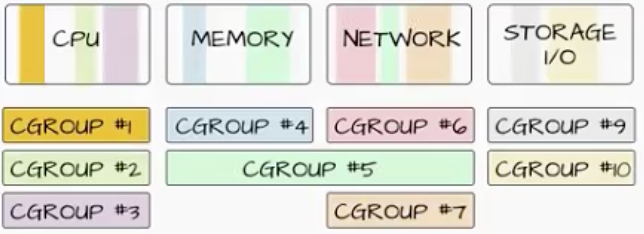 CPU
MEMORY
NETWORK
STORAGE
I/O
CGROUP #1
CGROUP #4
CGROUP #6
CGROUP #9
CGROUP #2
CGROUP #5
CGROUP #10
CGROUP #3
CGROUP #7